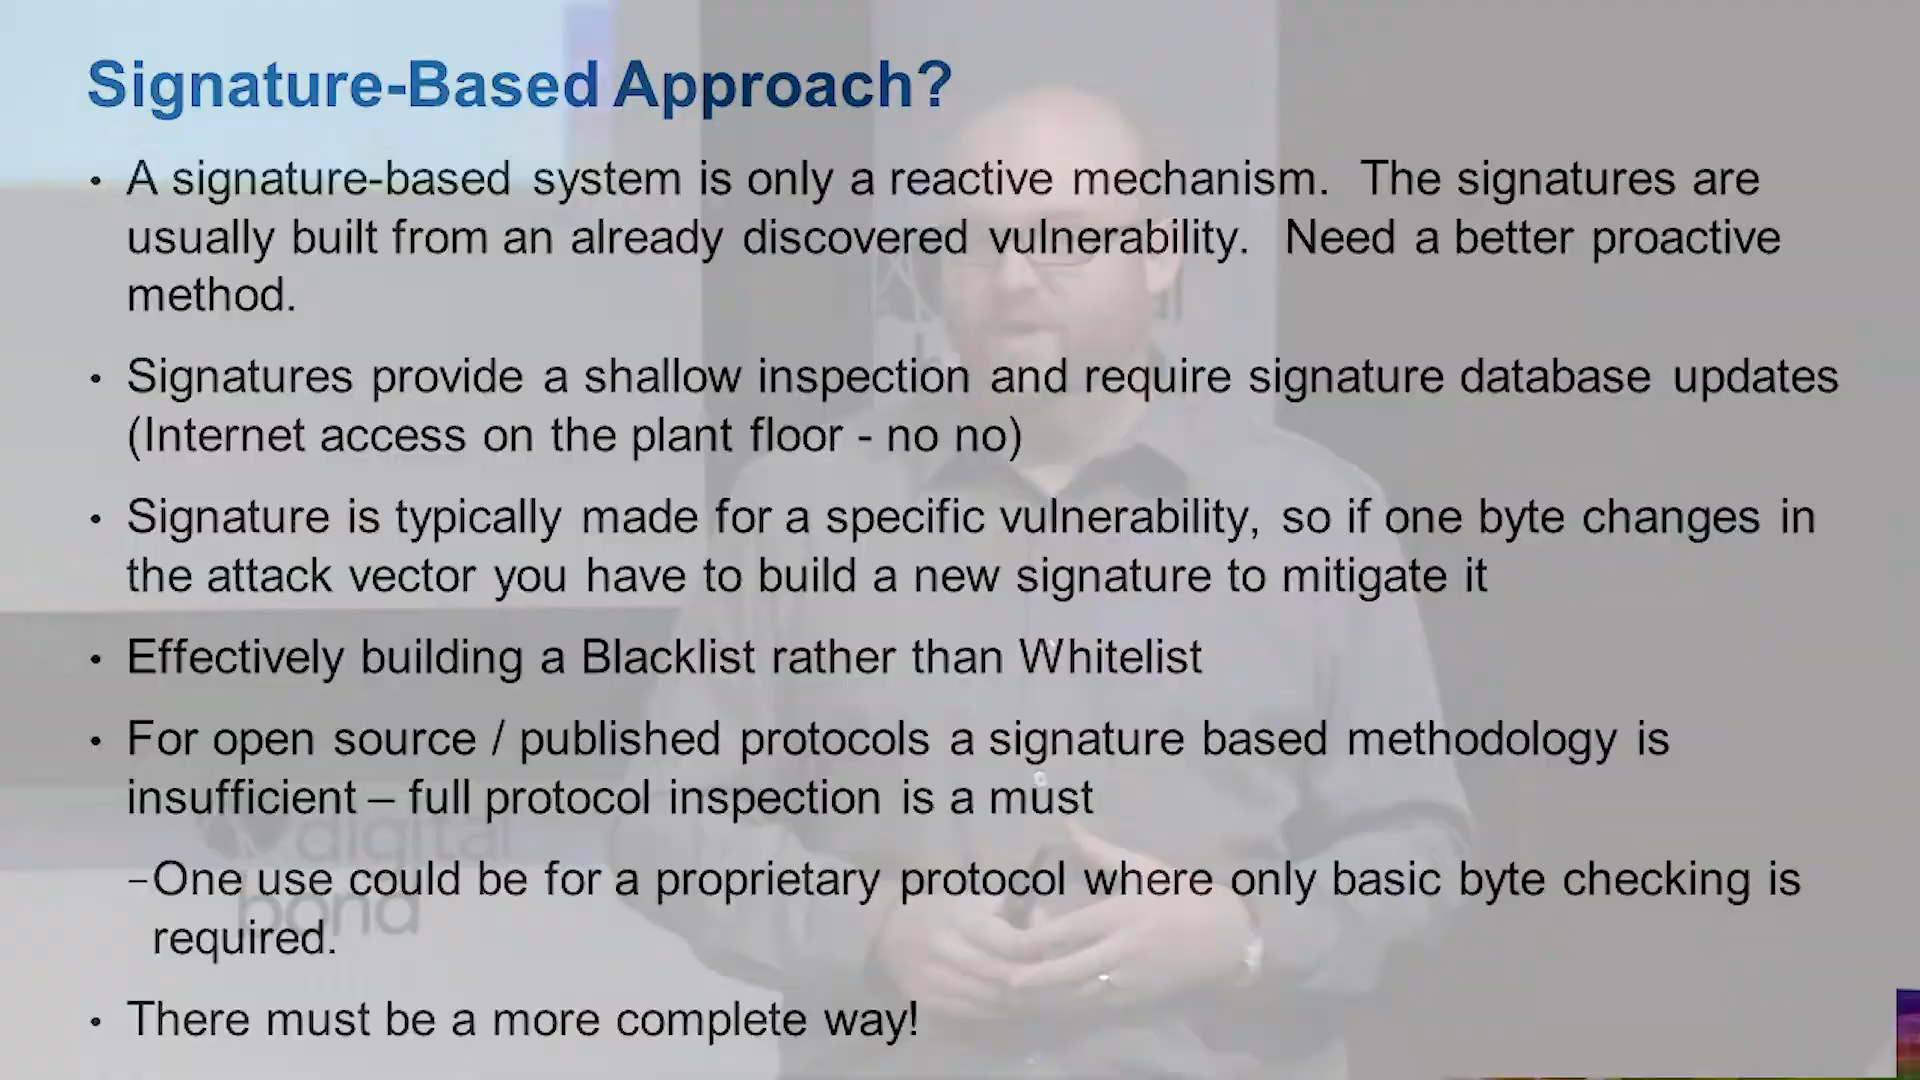 Signature-Based Approach?
• A signature-based system is only a reactive mechanism. The signatures are
usually built from an already discovered vulnerability. Need a better proactive
method.
• Signatures provide a shallow inspection and require signature database updates
(Internet access on the plant floor - no no)
• Signature is typically made for a specific vulnerability, so if one byte changes in
the attack vector you have to build a new signature to mitigate it
• Effectively building a Blacklist rather than Whitelist
• For open source / published protocols a signature based methodology is
insufficient – full protocol inspection is a must
digital
–One use could be for a proprietary protocol where only basic byte checking is
bond
required.
• There must be a more complete way!